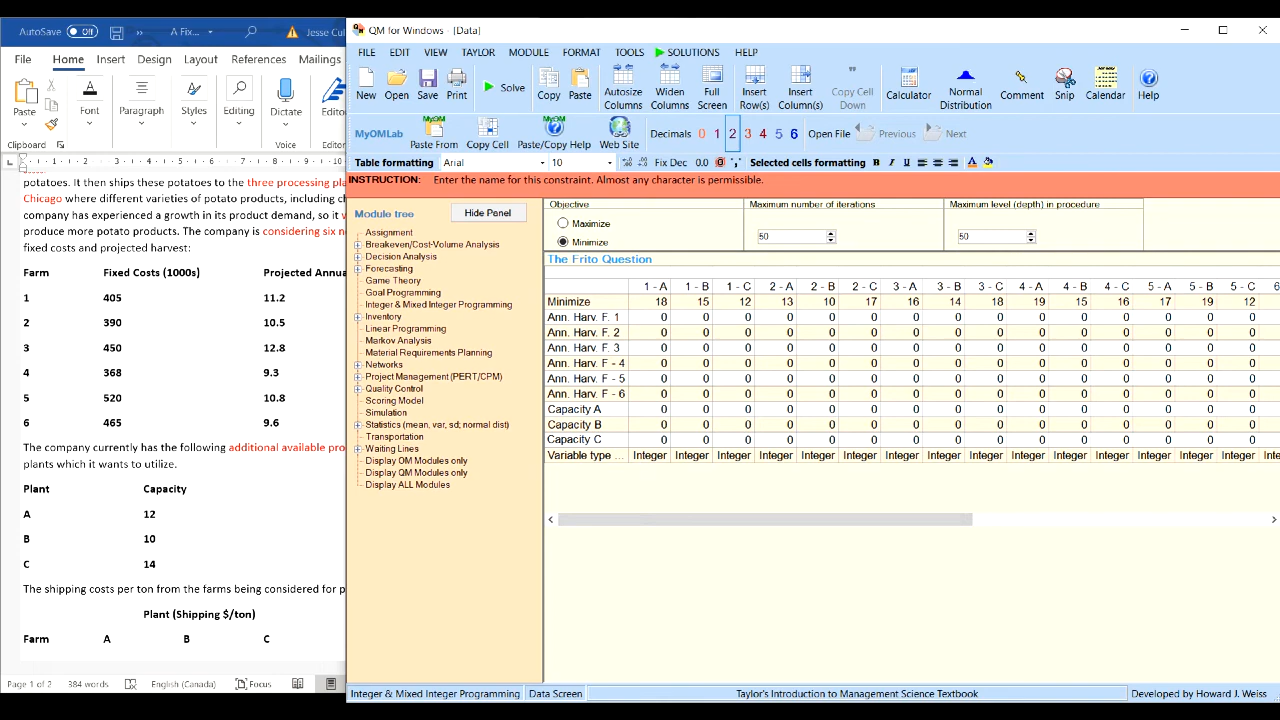 AutoSave Off A Fix... Jesse Cul
File Home Insert Design Layout References Mailings
Paste Font Paragraph Styles Editing Dictate Editor
Clipboard
potatoes. It then ships these potatoes to the three processing pla
Chicago where different varieties of potato products, including ch
company has experienced a growth in its product demand, so it w
produce more potato products. The company is considering six n
fixed costs and projected harvest:
Farm Fixed Costs (1000s) Projected Annua
1 405 11.2
2 390 10.5
3 450 12.8
4 368 9.3
5 520 10.8
6 465 9.6
The company currently has the following additional available pro
plants which it wants to utilize.
Plant Capacity
A 12
B 10
C 14
The shipping costs per ton from the farms being considered for p
Plant (Shipping $/ton)
Farm A B C
Page 1 of 2 384 words English (Canada) Focus
QM for Windows - [Data]
FILE EDIT VIEW TAYLOR MODULE FORMAT TOOLS SOLUTIONS HELP
New Open Save Print Solve Copy Paste Autosize Columns Widen Columns Full Screen Insert Row(s) Insert Column(s) Copy Cell Down Calculator Normal Distribution Comment Snip Calendar Help
MyOMLab Paste From Copy Cell MyOM Paste/Copy Help Web Site Decimals 0 1 2 3 4 5 6 Open File Previous Next
Table formatting Arial 10 Fix Dec 0.0 Selected cells formatting B I U A
INSTRUCTION: Enter the name for this constraint. Almost any character is permissible.
Module tree Hide Panel
Assignment
Breakeven/Cost-Volume Analysis
Decision Analysis
Forecasting
Game Theory
Goal Programming
Integer & Mixed Integer Programming
Inventory
Linear Programming
Markov Analysis
Material Requirements Planning
Networks
Project Management (PERT/CPM)
Quality Control
Scoring Model
Simulation
Statistics (mean, var, sd; normal dist)
Transportation
Waiting Lines
Display OM Modules only
Display QM Modules only
Display ALL Modules
Objective Maximum number of iterations Maximum level (depth) in procedure
Maximize
Minimize 50 50
The Frito Question
1 - A 1 - B 1 - C 2 - A 2 - B 2 - C 3 - A 3 - B 3 - C 4 - A 4 - B 4 - C 5 - A 5 - B 5 - C 6
Minimize 18 15 12 13 10 17 16 14 18 19 15 16 17 19 12
Ann. Harv. F. 1 0 0 0 0 0 0 0 0 0 0 0 0 0 0 0
Ann. Harv. F. 2 0 0 0 0 0 0 0 0 0 0 0 0 0 0 0
Ann. Harv. F. 3 0 0 0 0 0 0 0 0 0 0 0 0 0 0 0
Ann. Harv. F - 4 0 0 0 0 0 0 0 0 0 0 0 0 0 0 0
Ann. Harv. F - 5 0 0 0 0 0 0 0 0 0 0 0 0 0 0 0
Ann. Harv. F - 6 0 0 0 0 0 0 0 0 0 0 0 0 0 0 0
Capacity A 0 0 0 0 0 0 0 0 0 0 0 0 0 0 0
Capacity B 0 0 0 0 0 0 0 0 0 0 0 0 0 0 0
Capacity C 0 0 0 0 0 0 0 0 0 0 0 0 0 0 0
Variable type ... Integer Integer Integer Integer Integer Integer Integer Integer Integer Integer Integer Integer Integer Integer Integer
Integer & Mixed Integer Programming Data Screen Taylor's Introduction to Management Science Textbook Developed by Howard J. Weiss